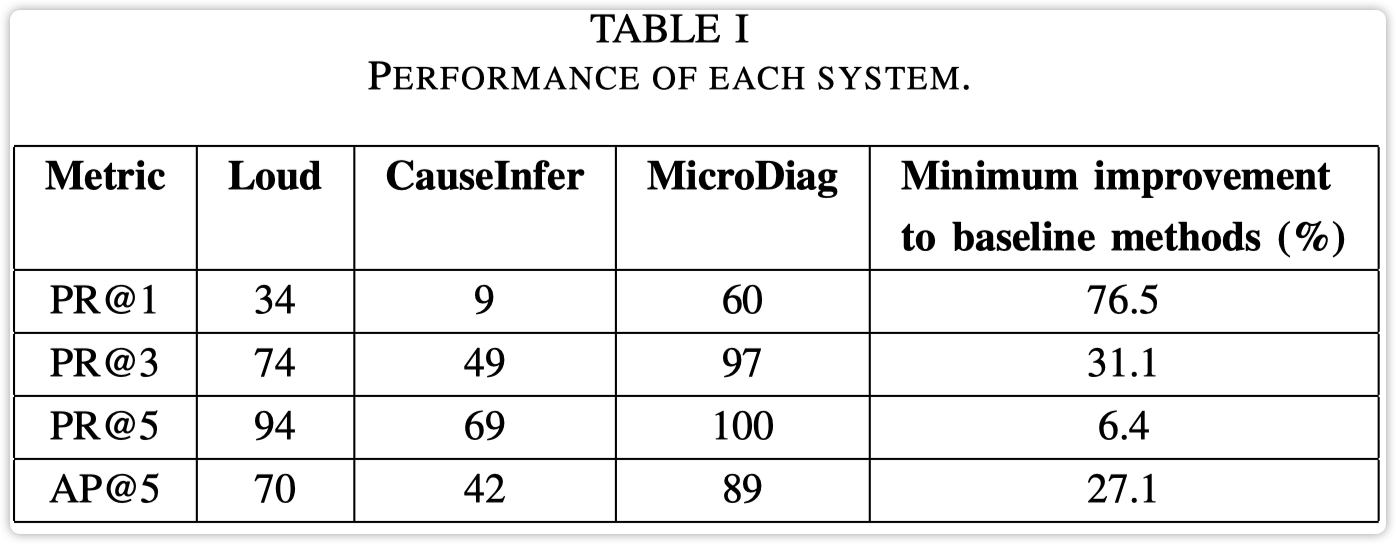 TABLE I
PERFORMANCE OF EACH SYSTEM.
Metric Loud CauseInfer MicroDiag Minimum improvement
to baseline methods (%)
PR@1 34 9 60 76.5
PR@3 74 49 97 31.1
PR@5 94 69 100 6.4
AP@5 70 42 89 27.1